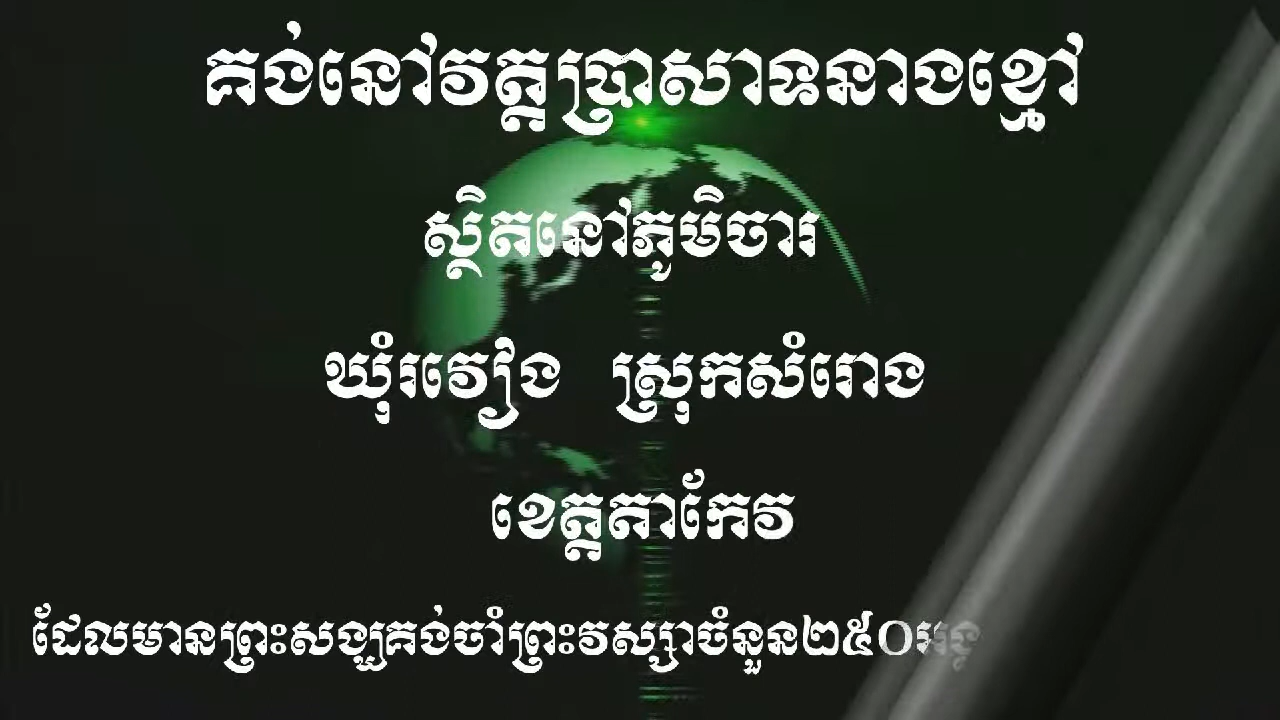 គង់នៅវត្តប្រាសាទនាងខ្មៅ
ស្ថិតនៅភូមិចារ
ឃុំរវៀង ស្រុកសំរោង
ខេត្តតាកែវ
ដែលមានព្រះសង្ឃគង់ចាំព្រះវស្សាចំនួន២៥០អង្គ